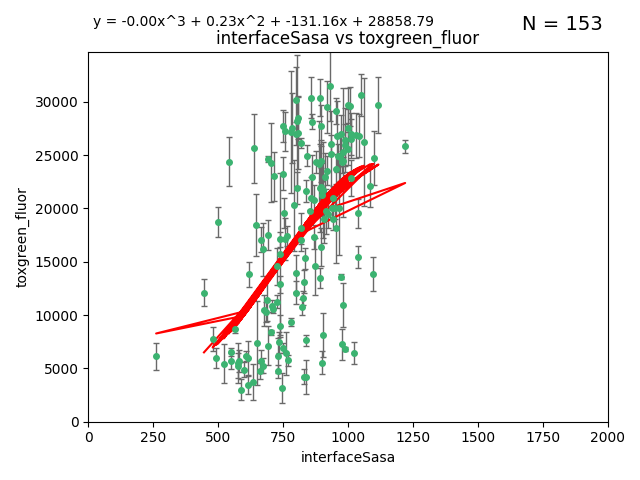 y = -0.00x^3 + 0.23x^2 + -131.16x + 28858.79
N = 153
interfaceSasa vs toxgreen_fluor
30000
25000
20000
15000
10000
5000
0
toxgreen_fluor
0 250 500 750 1000 1250 1500 1750 2000
interfaceSasa